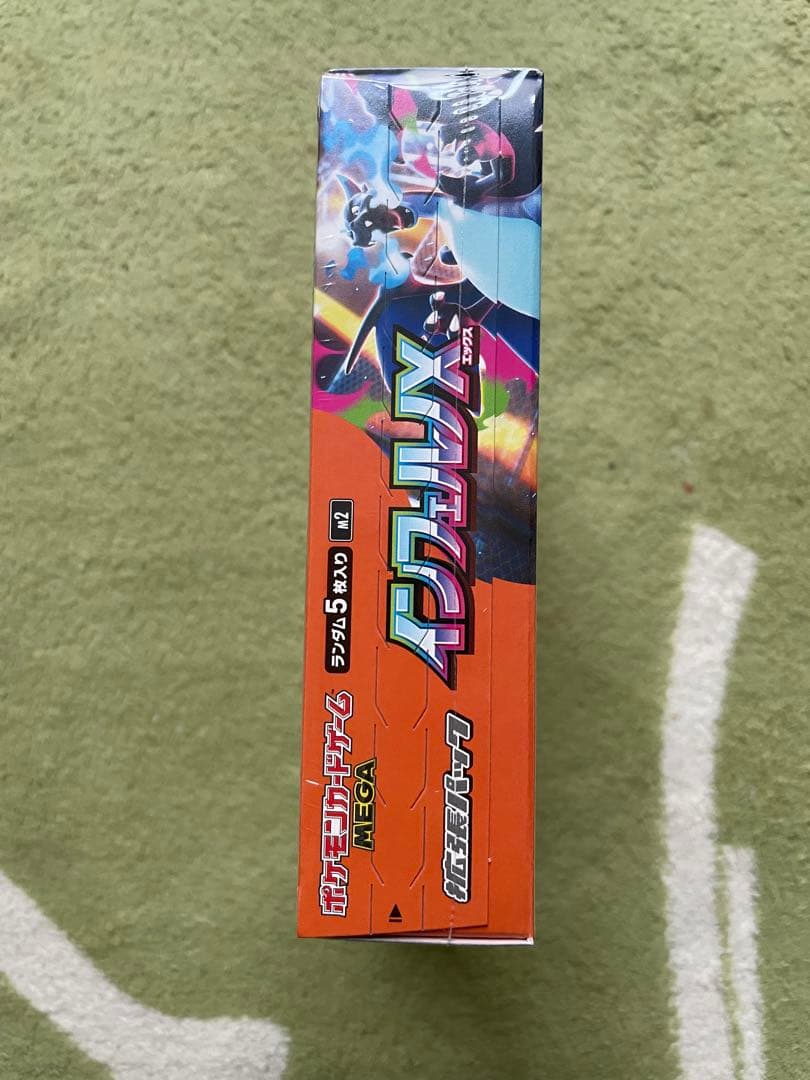 ポケモンカードゲーム
MEGA
ランダム5枚入り
M2
拡張パック
インフェルノX
エックス